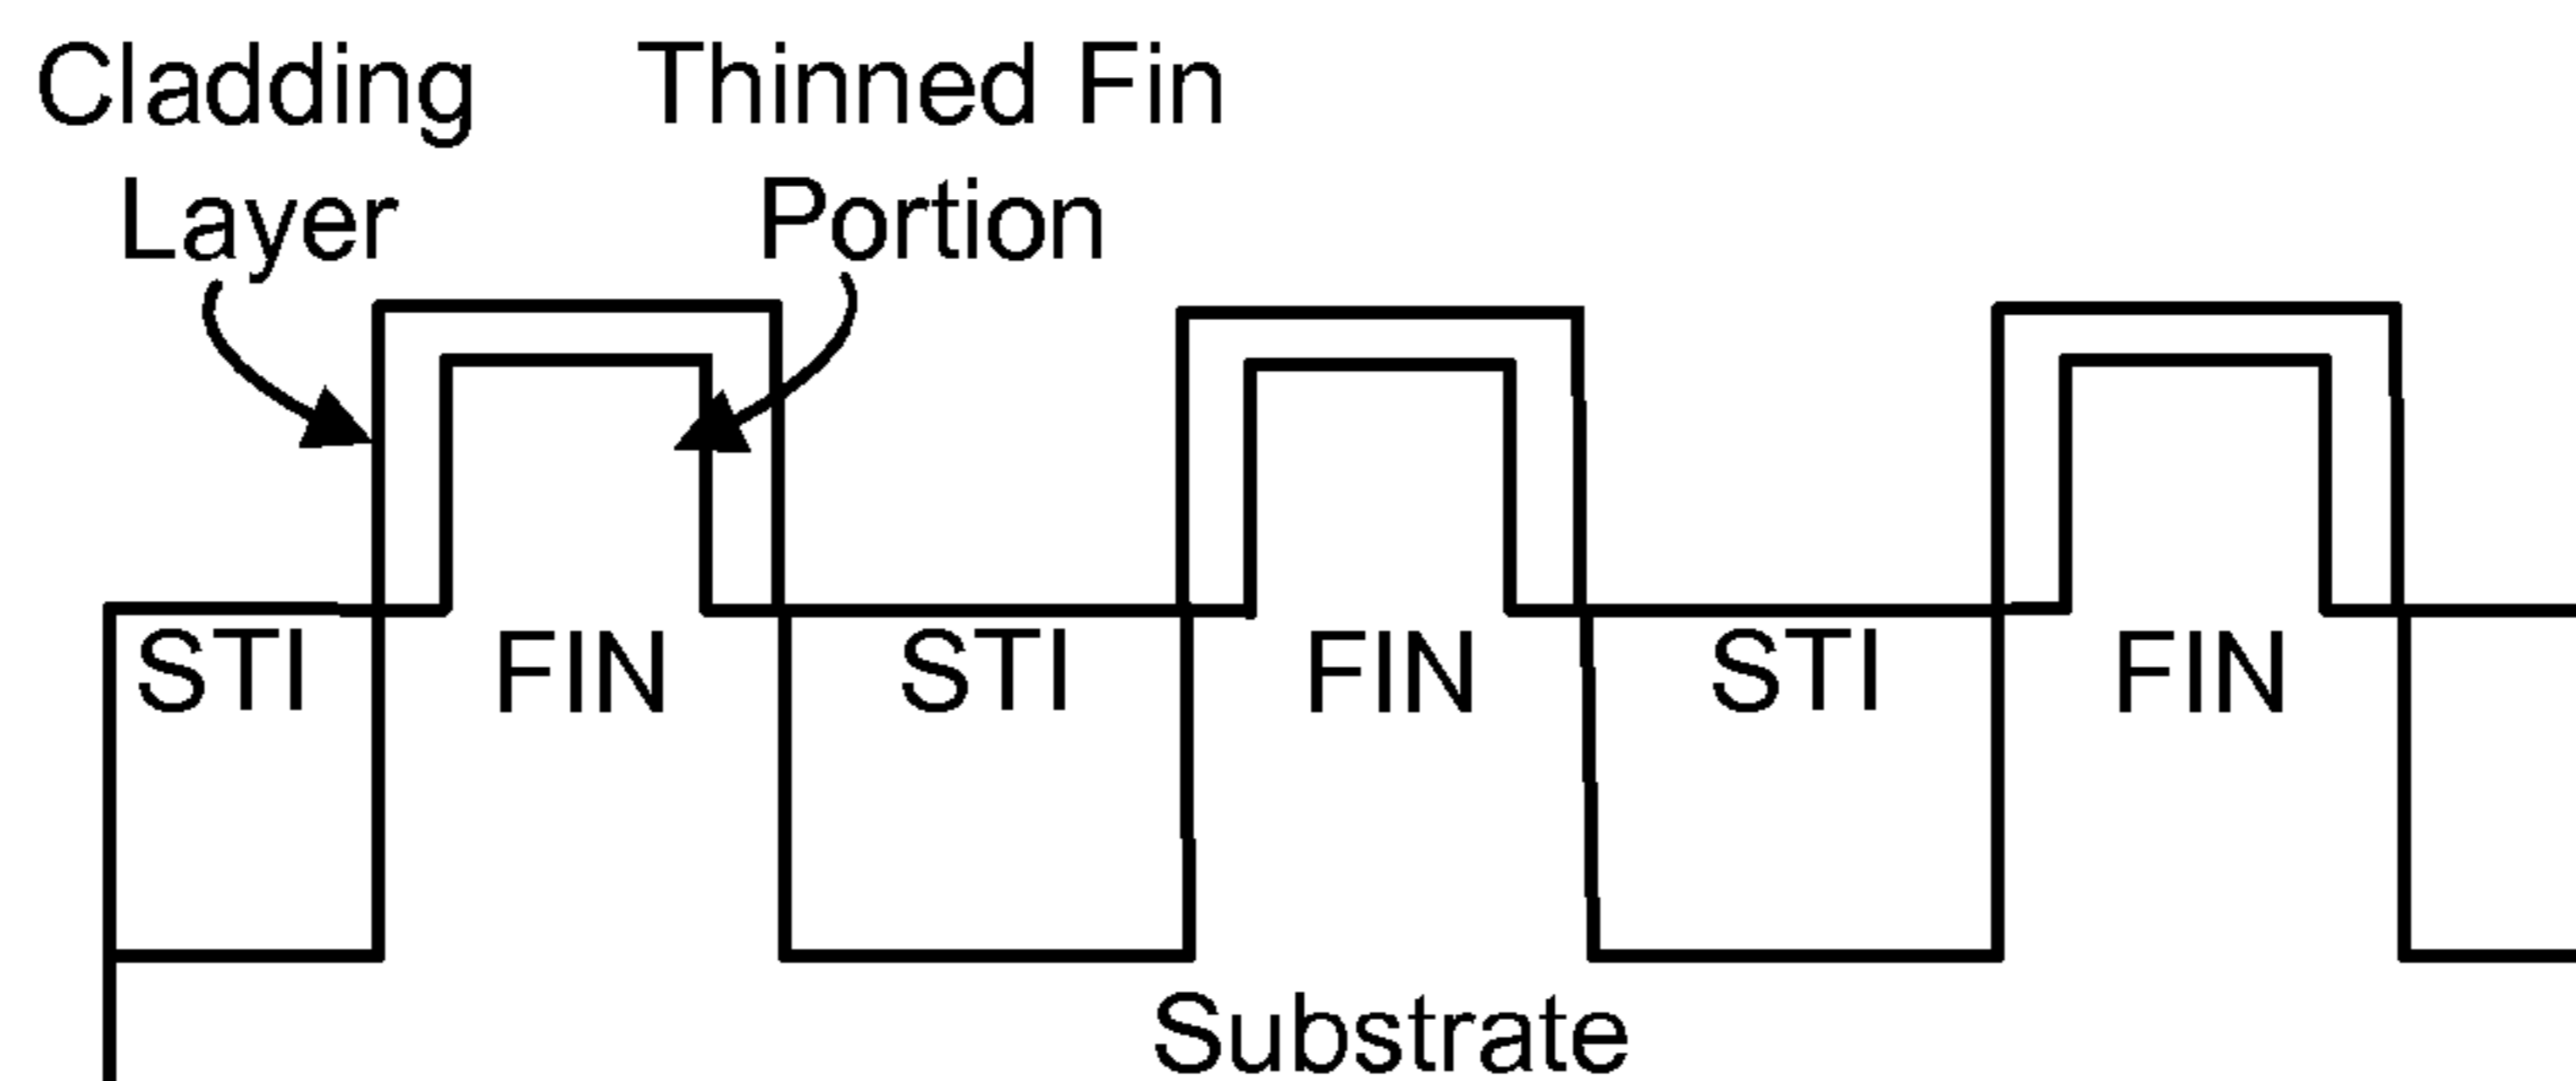 Cladding
Layer
Thinned Fin
Portion
STI
FIN
STI
FIN
STI
FIN
Substrate